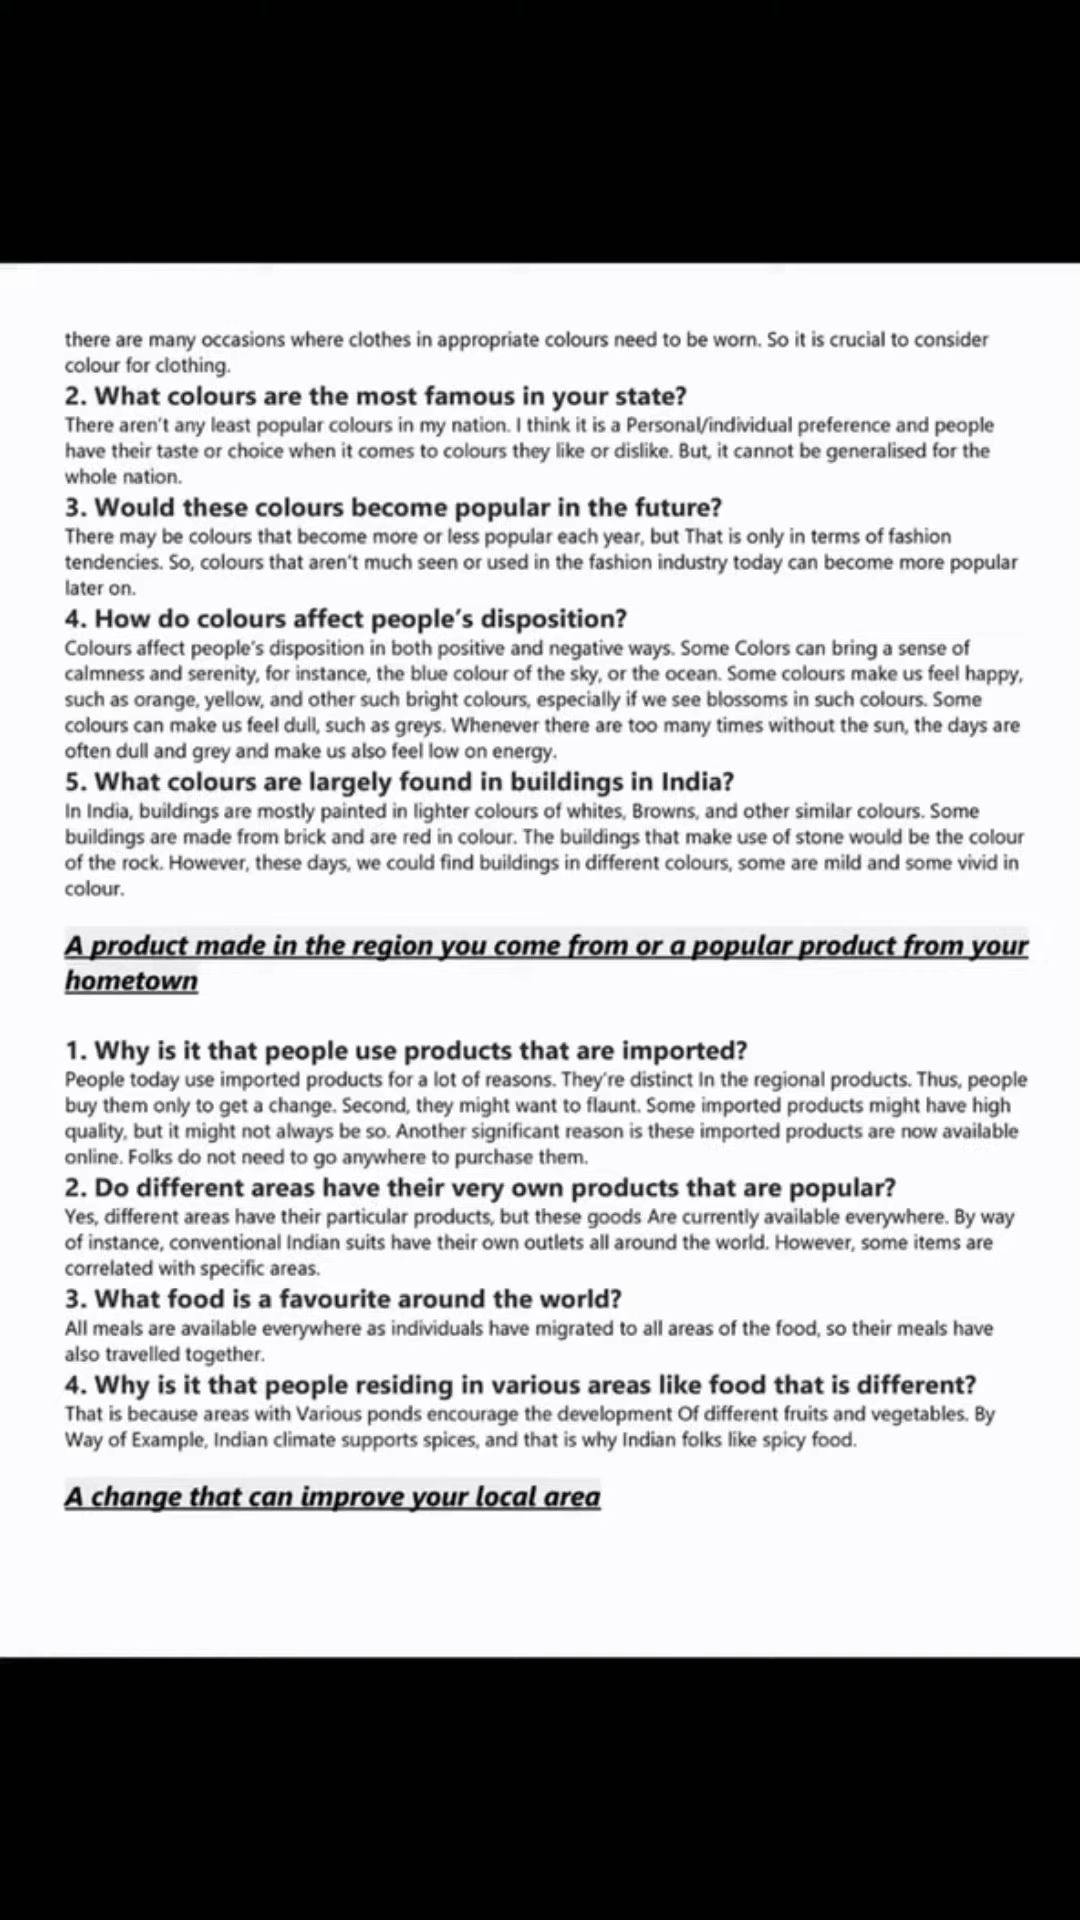 there are many occasions where clothes in appropriate colours need to be worn. So it is crucial to consider
colour for clothing.
2. What colours are the most famous in your state?
There aren't any least popular colours in my nation. I think it is a Personal/individual preference and people
have their taste or choice when it comes to colours they like or dislike. But, it cannot be generalised for the
whole nation.
3. Would these colours become popular in the future?
There may be colours that become more or less popular each year, but That is only in terms of fashion
tendencies. So, colours that aren't much seen or used in the fashion industry today can become more popular
later on.
4. How do colours affect people's disposition?
Colours affect people's disposition in both positive and negative ways. Some Colors can bring a sense of
calmness and serenity, for instance, the blue colour of the sky, or the ocean. Some colours make us feel happy,
such as orange, yellow, and other such bright colours, especially if we see blossoms in such colours. Some
colours can make us feel dull, such as greys. Whenever there are too many times without the sun, the days are
often dull and grey and make us also feel low on energy.
5. What colours are largely found in buildings in India?
In India, buildings are mostly painted in lighter colours of whites, Browns, and other similar colours. Some
buildings are made from brick and are red in colour. The buildings that make use of stone would be the colour
of the rock. However, these days, we could find buildings in different colours, some are mild and some vivid in
colour.
A product made in the region you come from or a popular product from your
hometown
1. Why is it that people use products that are imported?
People today use imported products for a lot of reasons. They're distinct In the regional products. Thus, people
buy them only to get a change. Second, they might want to flaunt. Some imported products might have high
quality, but it might not always be so. Another significant reason is these imported products are now available
online. Folks do not need to go anywhere to purchase them.
2. Do different areas have their very own products that are popular?
Yes, different areas have their particular products, but these goods Are currently available everywhere. By way
of instance, conventional Indian suits have their own outlets all around the world. However, some items are
correlated with specific areas.
3. What food is a favourite around the world?
All meals are available everywhere as individuals have migrated to all areas of the food, so their meals have
also travelled together.
4. Why is it that people residing in various areas like food that is different?
That is because areas with Various ponds encourage the development Of different fruits and vegetables. By
Way of Example, Indian climate supports spices, and that is why Indian folks like spicy food.
A change that can improve your local area